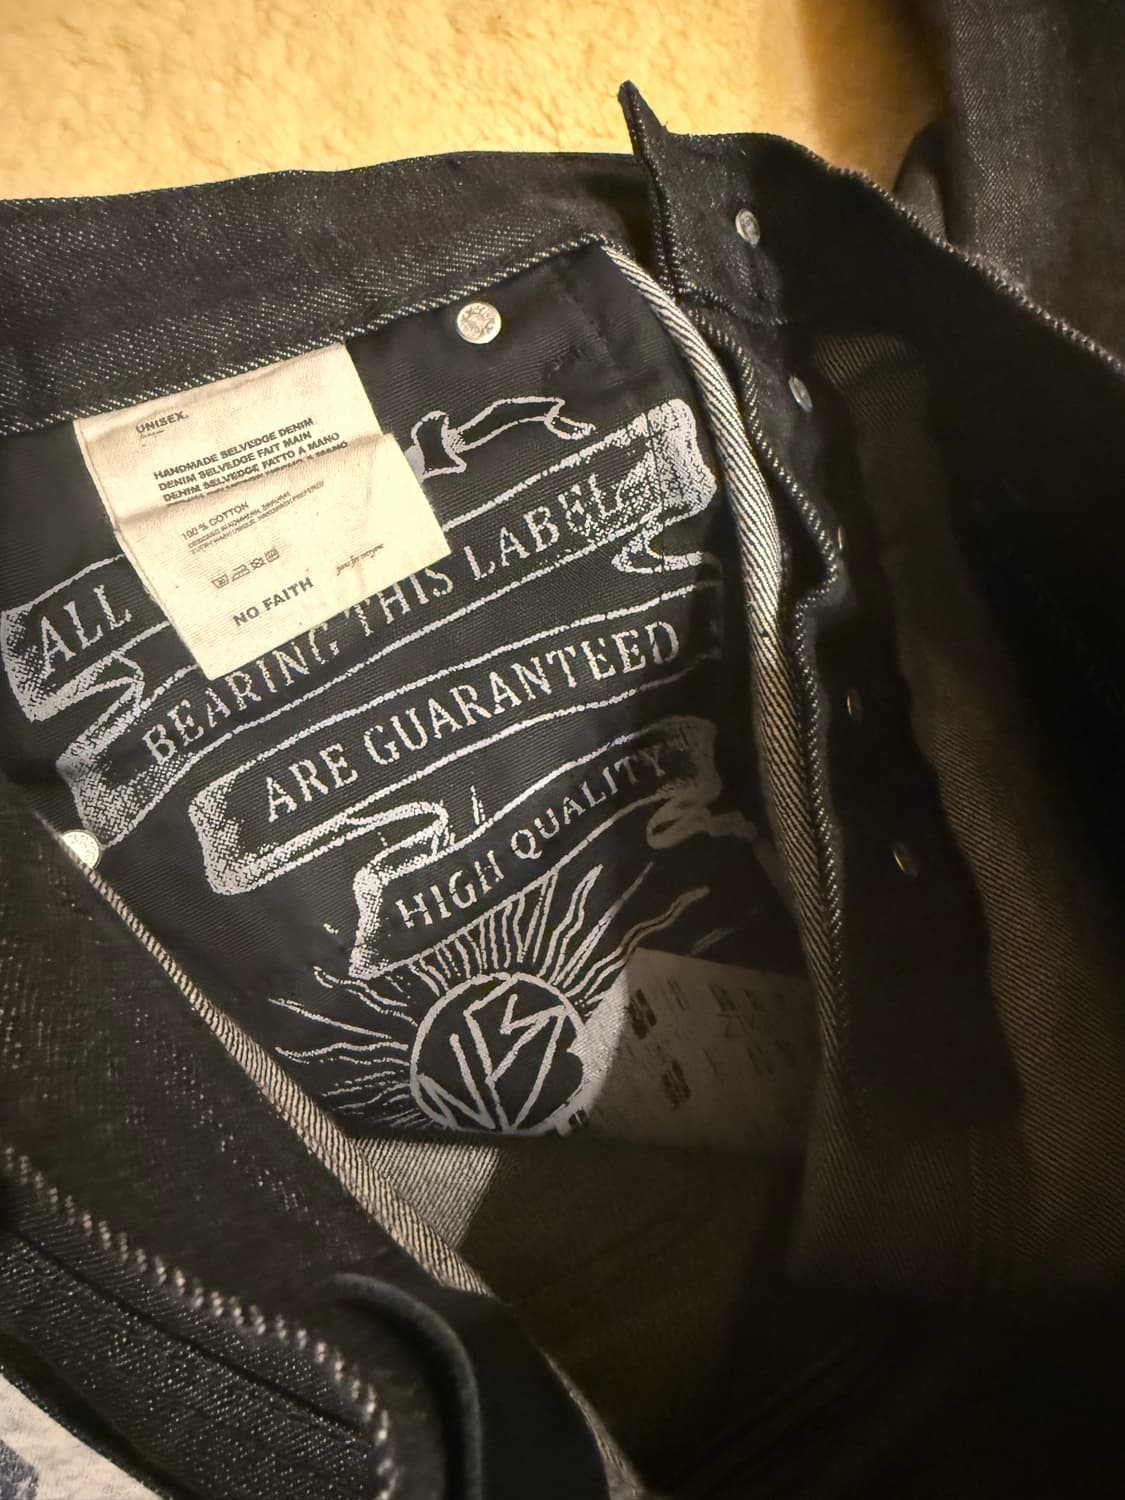 UNISEX.
HANDMADE SELVEDGE DENIM
DENIM SELVEDGE FAIT MAIN
DENIM SELVEDGE FATTO A MANO
100% COTTON
NO FAITH
ALL
BEARING THIS LABEL
ARE GUARANTEED
HIGH QUALITY